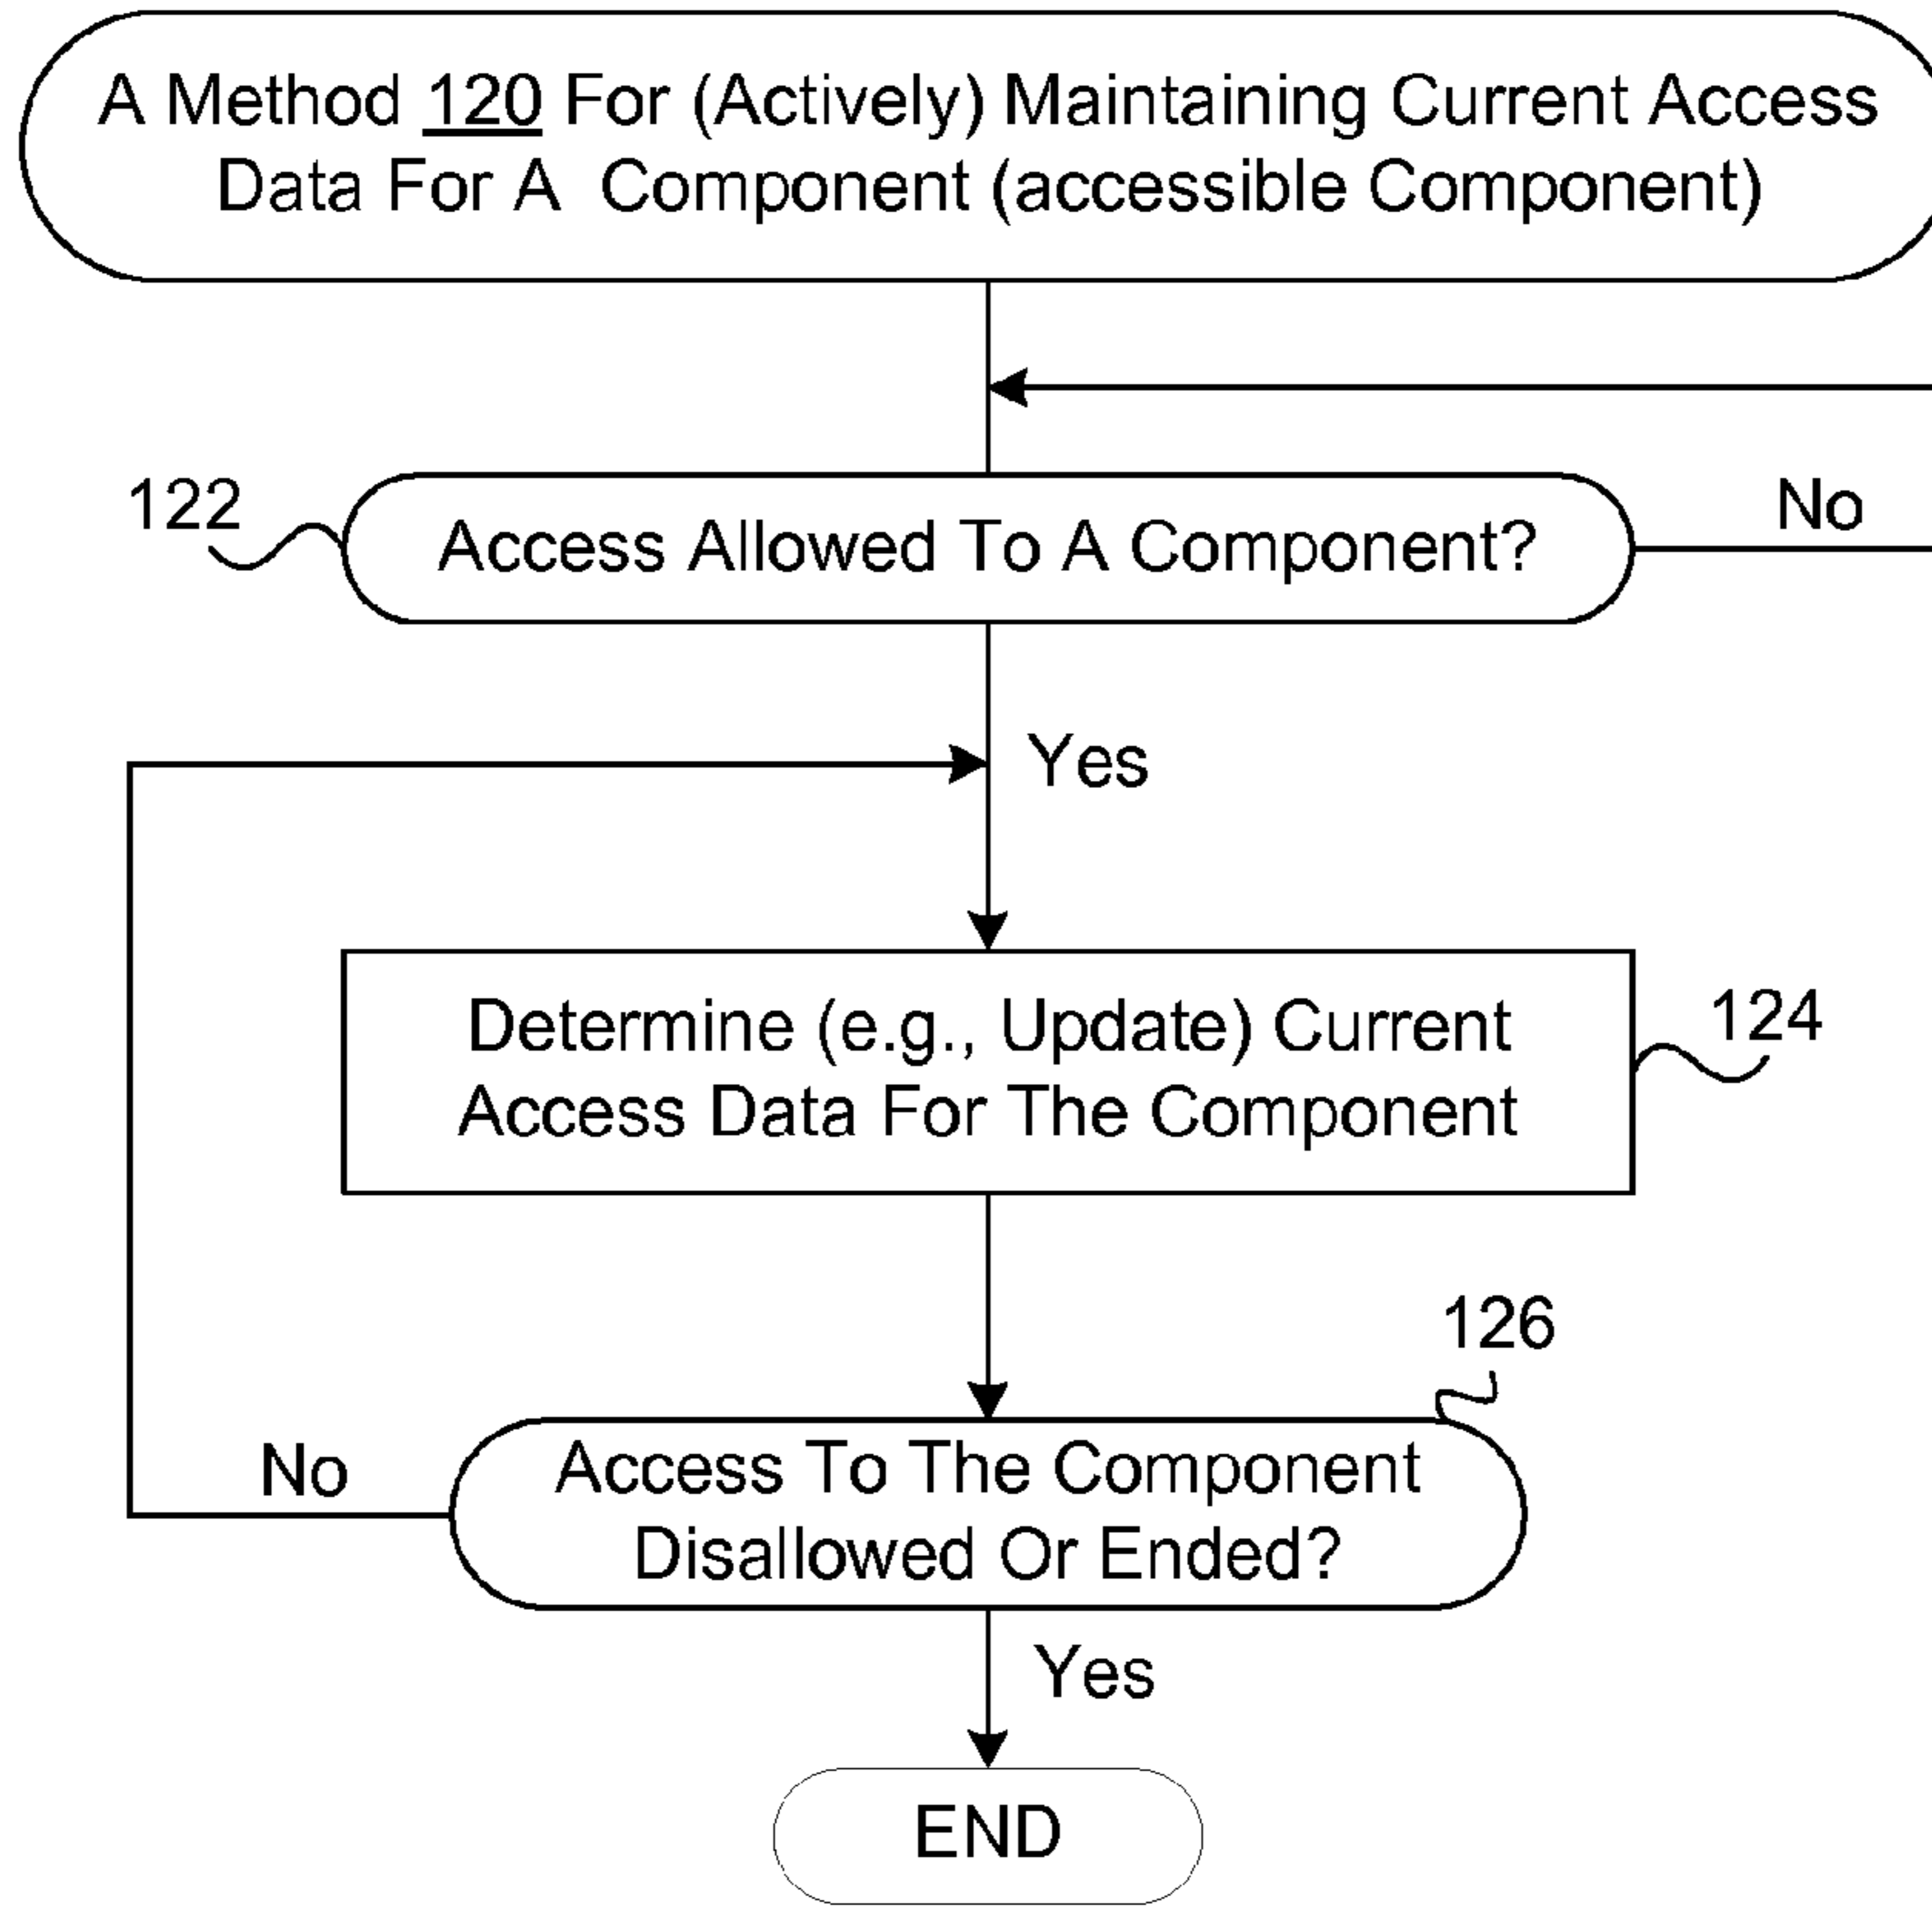 A Method 120 For (Actively) Maintaining Current Access
Data For A Component (accessible Component)
122
Access Allowed To A Component?
No
Yes
Determine (e.g., Update) Current
Access Data For The Component
124
126
Access To The Component
Disallowed Or Ended?
No
Yes
END